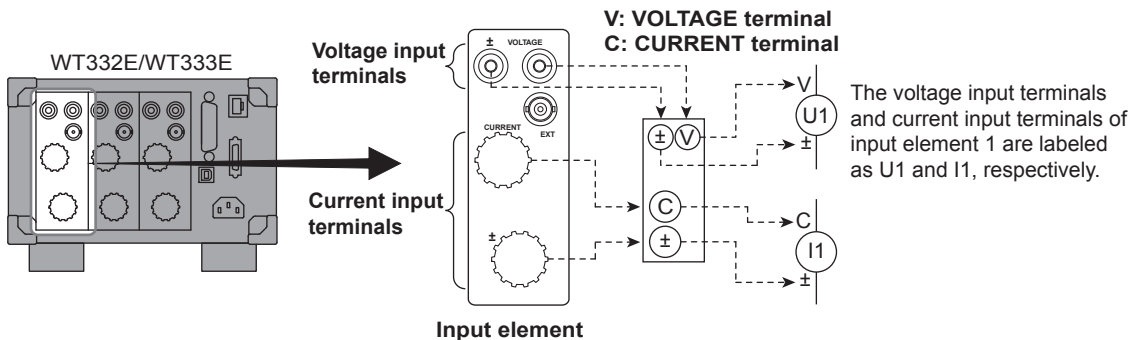 V: VOLTAGE terminal
C: CURRENT terminal
WT332E/WT333E
Voltage input
terminals
± VOLTAGE
EXT
CURRENT
Current input
terminals
±
Input element
± V
C
±
V
U1
±
C
I1
±
The voltage input terminals
and current input terminals of
input element 1 are labeled
as U1 and I1, respectively.